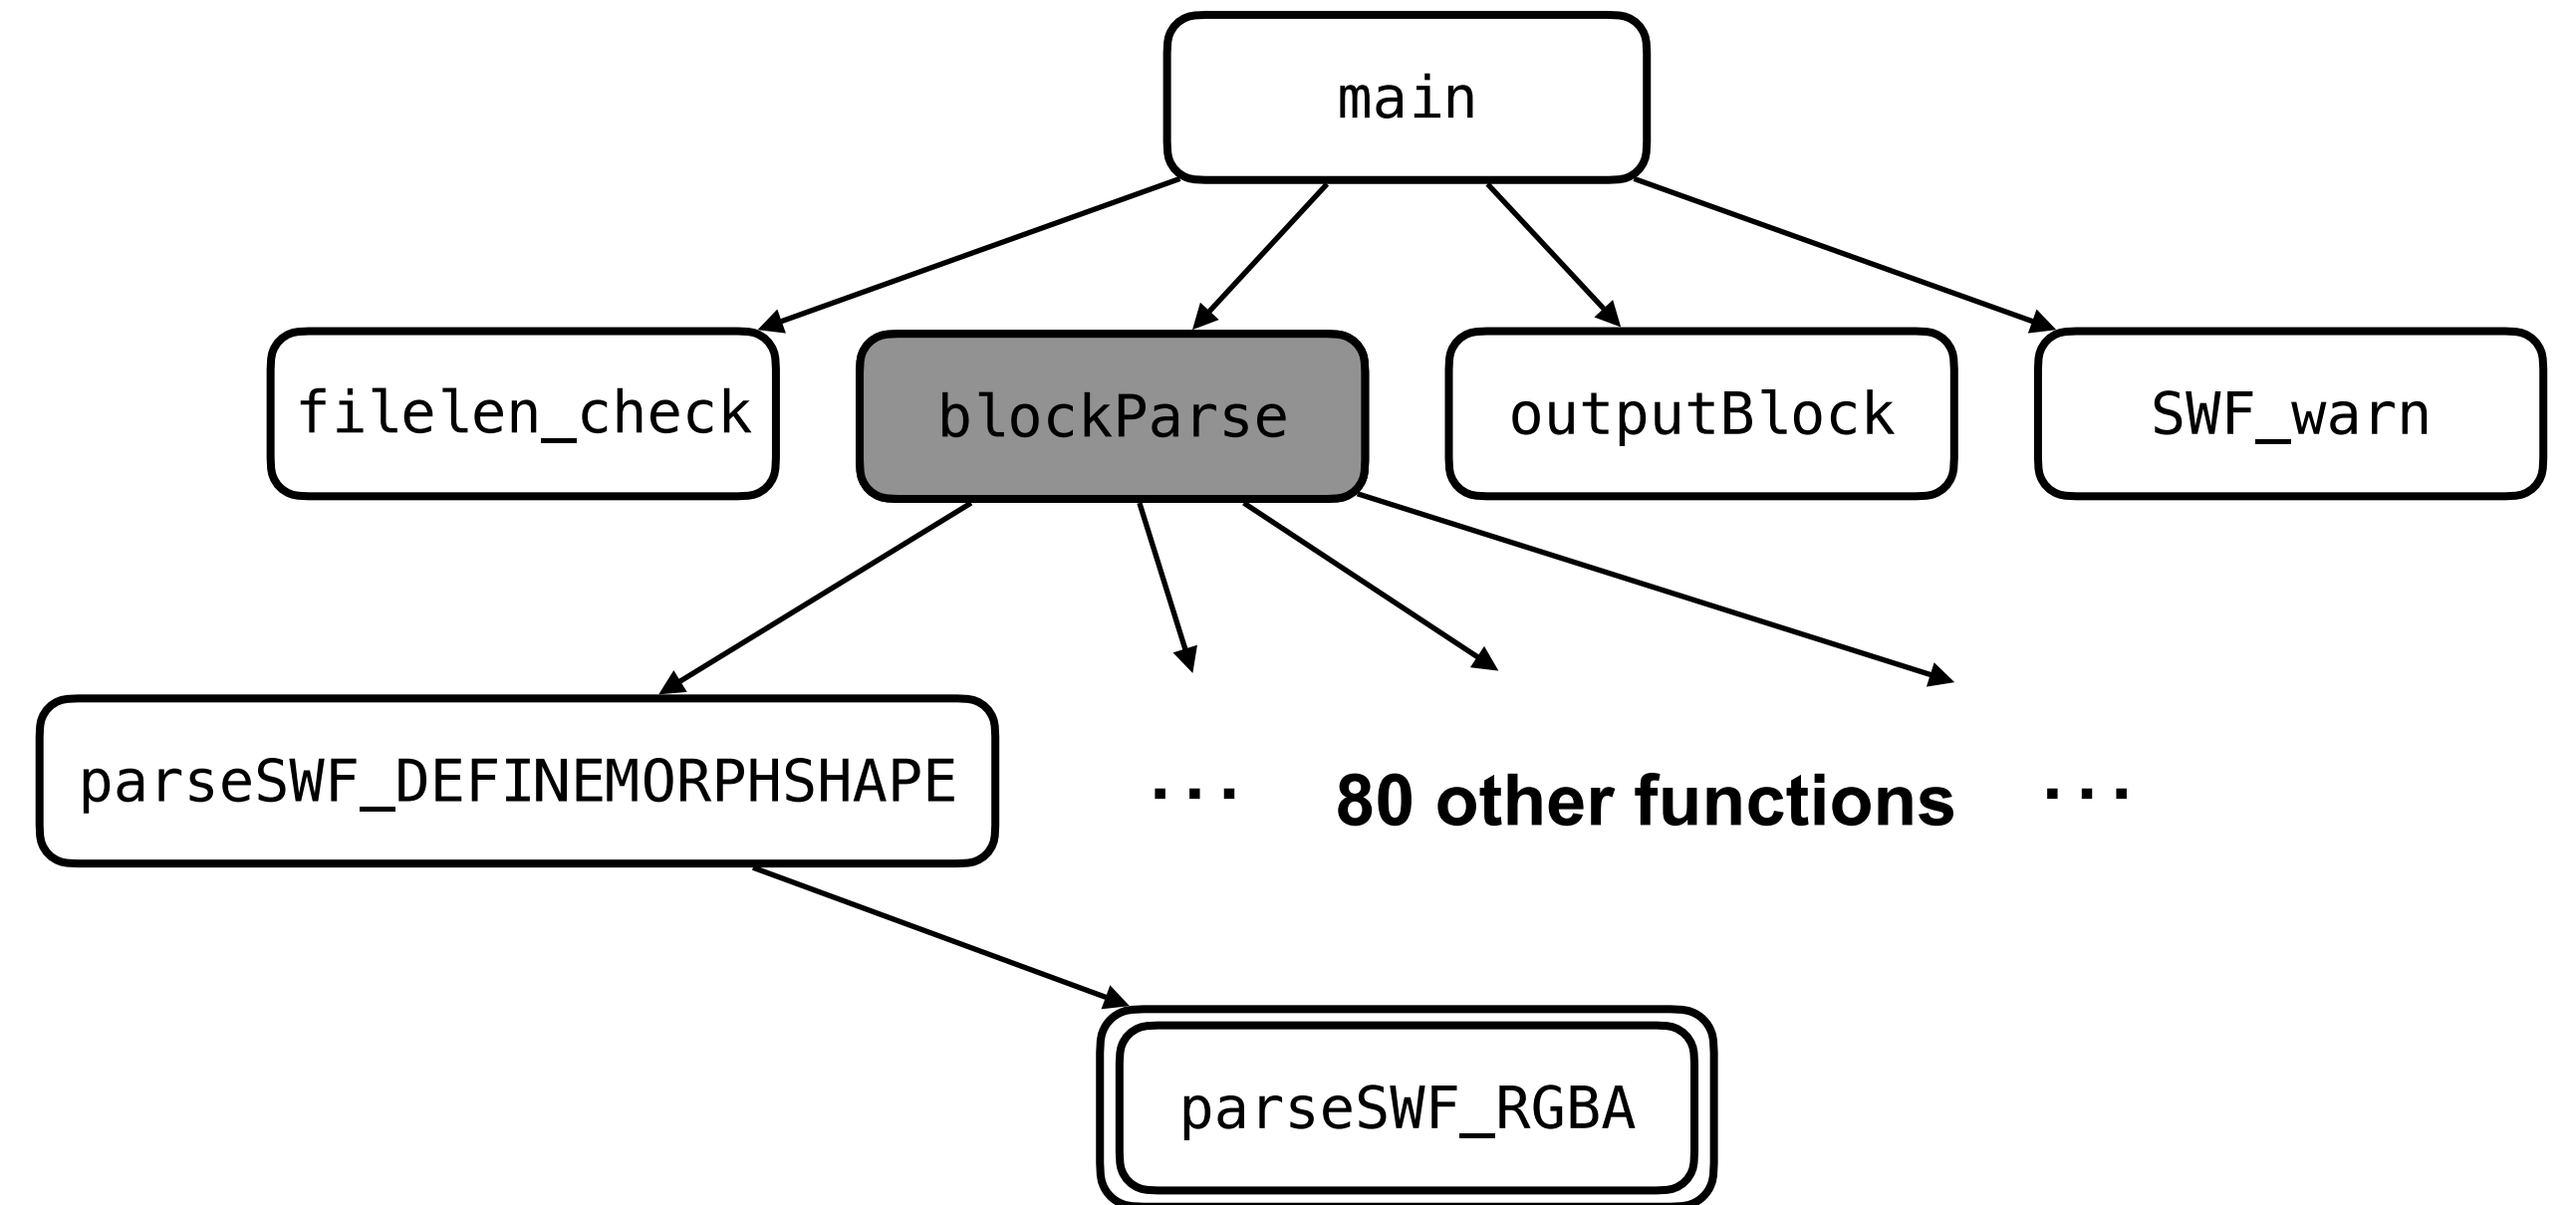 main
filelen_check
blockParse
outputBlock
SWF_warn
parseSWF_DEFINEMORPHSHAPE
... 80 other functions ...
parseSWF_RGBA